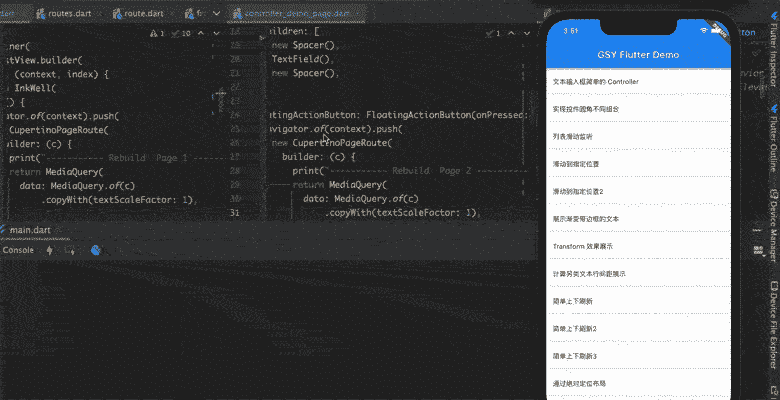 routes.dart
route.dart
controller_demo_page.dart
1
10
.ner(
stView.builder(
(context, index) {
InkWell(
() {
ator.of(context).push(
CupertinoPageRoute(
uilder: (c) {
print("---------- Rebuild Page 1 ------
return MediaQuery(
data: MediaQuery.of(c)
.copyWith(textScaleFactor: 1),
1
ildren: [
new Spacer(),
TextField(),
new Spacer(),
atingActionButton: FloatingActionButton(onPressed:
avigator.of(context).push(
new CupertinoPageRoute(
builder: (c) {
print("---------- Rebuild Page 2 ------
return MediaQuery(
data: MediaQuery.of(c)
.copyWith(textScaleFactor: 1),
31
main.dart
Console
3:51
GSY Flutter Demo
文本输入框简单的 Controller
实现控件圆角不同组合
列表滑动监听
滑动到指定位置
滑动到指定位置2
展示渐变带边框的文本
Transform 效果展示
计算另类文本行间距展示
简单上下刷新
简单上下刷新2
简单上下刷新3
通过绝对定位布局
Flutter Inspector
Flutter Outline
Device Manager
Device File Explorer